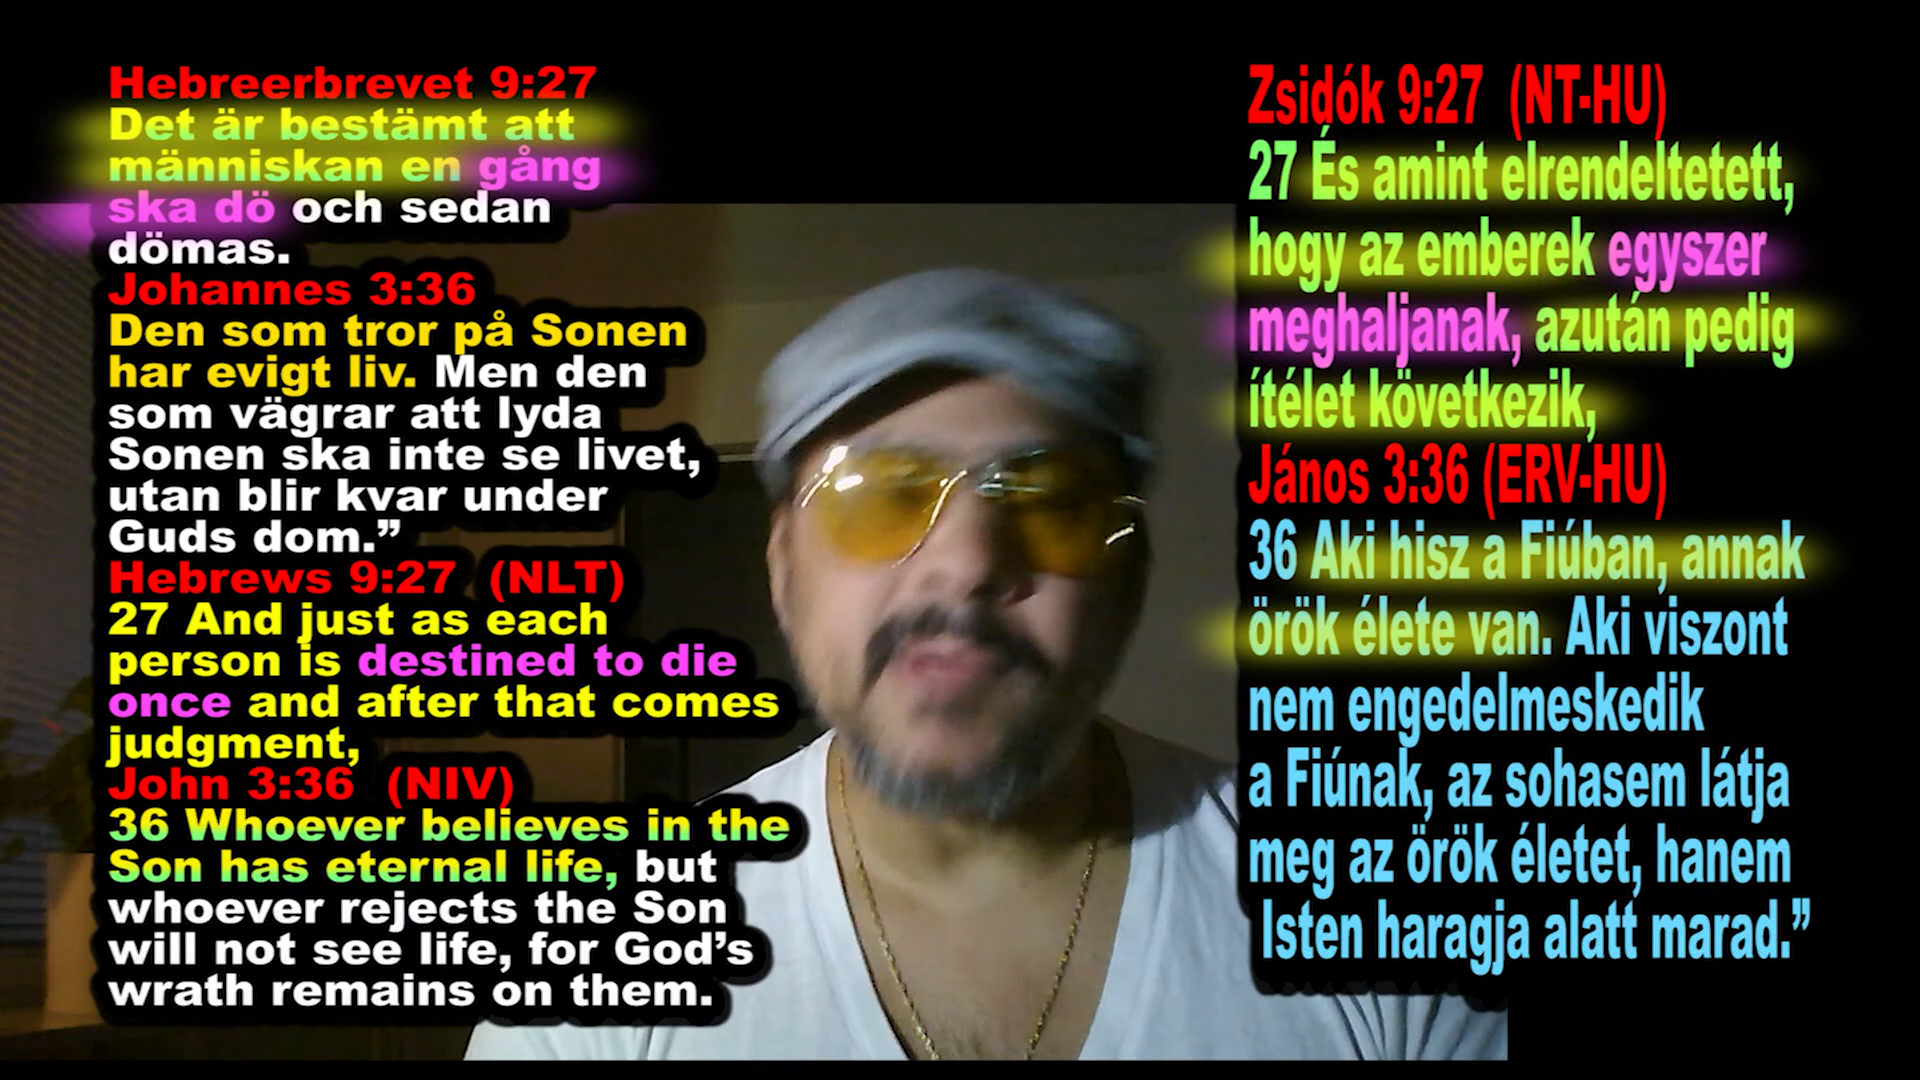 Hebreerbrevet 9:27
Det är bestämt att
människan en gång
ska dö och sedan
dömas.
Johannes 3:36
Den som tror på Sonen
har evigt liv. Men den
som vägrar att lyda
Sonen ska inte se livet,
utan blir kvar under
Guds dom.”
Hebrews 9:27 (NLT)
27 And just as each
person is destined to die
once and after that comes
judgment,
John 3:36 (NIV)
36 Whoever believes in the
Son has eternal life, but
whoever rejects the Son
will not see life, for God’s
wrath remains on them.
Zsidók 9:27 (NT-HU)
27 És amint elrendeltetett,
hogy az emberek egyszer
meghaljanak, azután pedig
ítélet következik,
János 3:36 (ERV-HU)
36 Aki hisz a Fiúban, annak
örök élete van. Aki viszont
nem engedelmeskedik
a Fiúnak, az sohasem látja
meg az örök életet, hanem
Isten haragja alatt marad.”